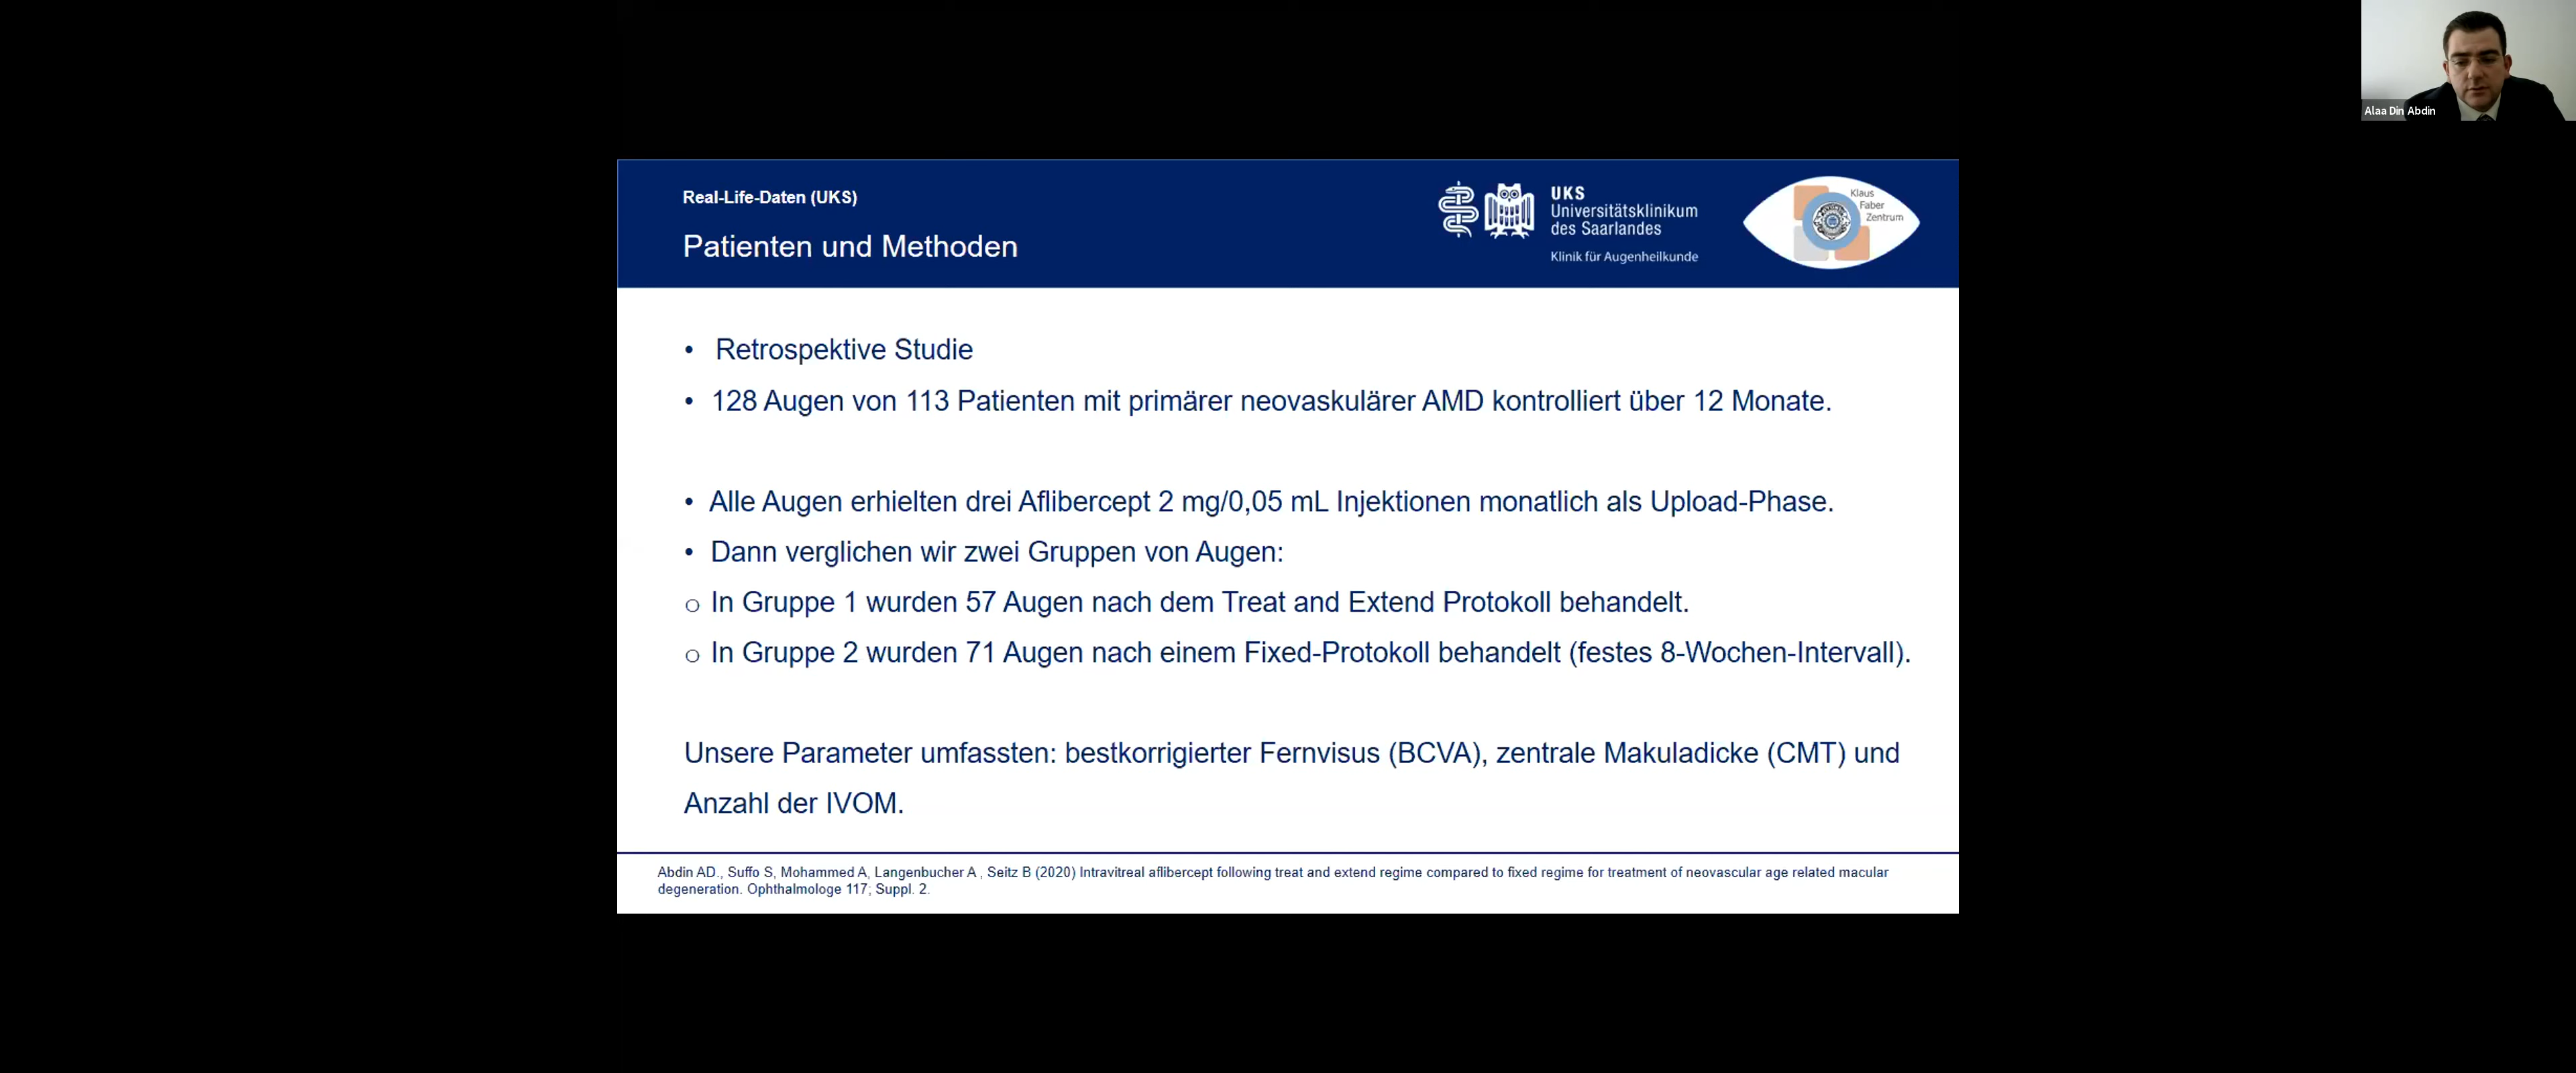 Alaa Din Abdin
Real-Life-Daten (UKS)
Patienten und Methoden
UKS
Universitätsklinikum
des Saarlandes
Klinik für Augenheilkunde
Klaus
Faber
Zentrum
• Retrospektive Studie
• 128 Augen von 113 Patienten mit primärer neovaskulärer AMD kontrolliert über 12 Monate.
• Alle Augen erhielten drei Aflibercept 2 mg/0,05 mL Injektionen monatlich als Upload-Phase.
• Dann verglichen wir zwei Gruppen von Augen:
o In Gruppe 1 wurden 57 Augen nach dem Treat and Extend Protokoll behandelt.
o In Gruppe 2 wurden 71 Augen nach einem Fixed-Protokoll behandelt (festes 8-Wochen-Intervall).
Unsere Parameter umfassten: bestkorrigierter Fernvisus (BCVA), zentrale Makuladicke (CMT) und
Anzahl der IVOM.
Abdin AD., Suffo S, Mohammed A, Langenbucher A , Seitz B (2020) Intravitreal aflibercept following treat and extend regime compared to fixed regime for treatment of neovascular age related macular
degeneration. Ophthalmologe 117; Suppl. 2.